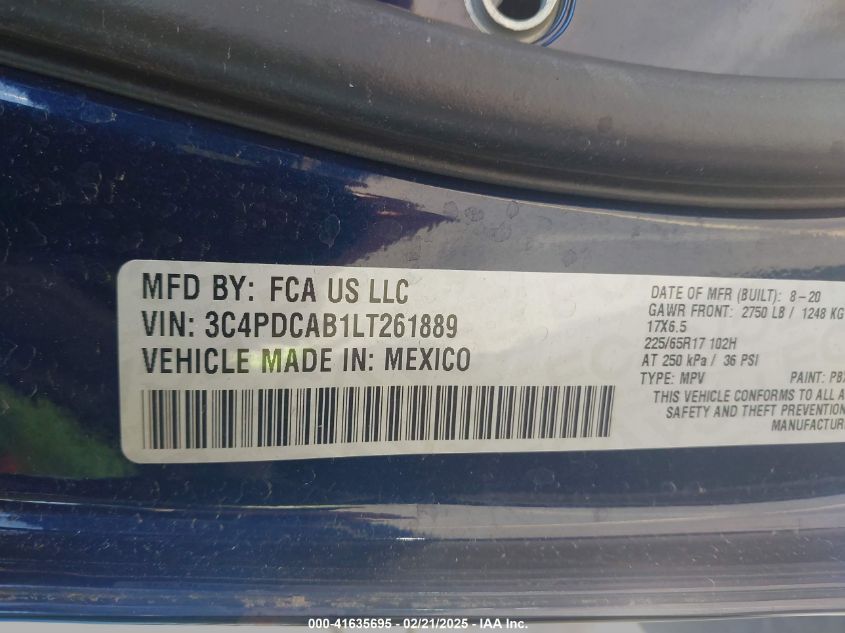 MFD BY: FCA US LLC
VIN: 3C4PDCAB1LT261889
VEHICLE MADE IN: MEXICO
DATE OF MFR (BUILT): 8-20
GAWR FRONT: 2750 LB / 1248 KG
17X6.5
225/65R17 102H
AT 250 kPa / 36 PSI
TYPE: MPV PAINT:
THIS VEHICLE CONFORMS TO ALL
SAFETY AND THEFT PREVENTION
000-41635695 - 02/21/2025 - IAA Inc.